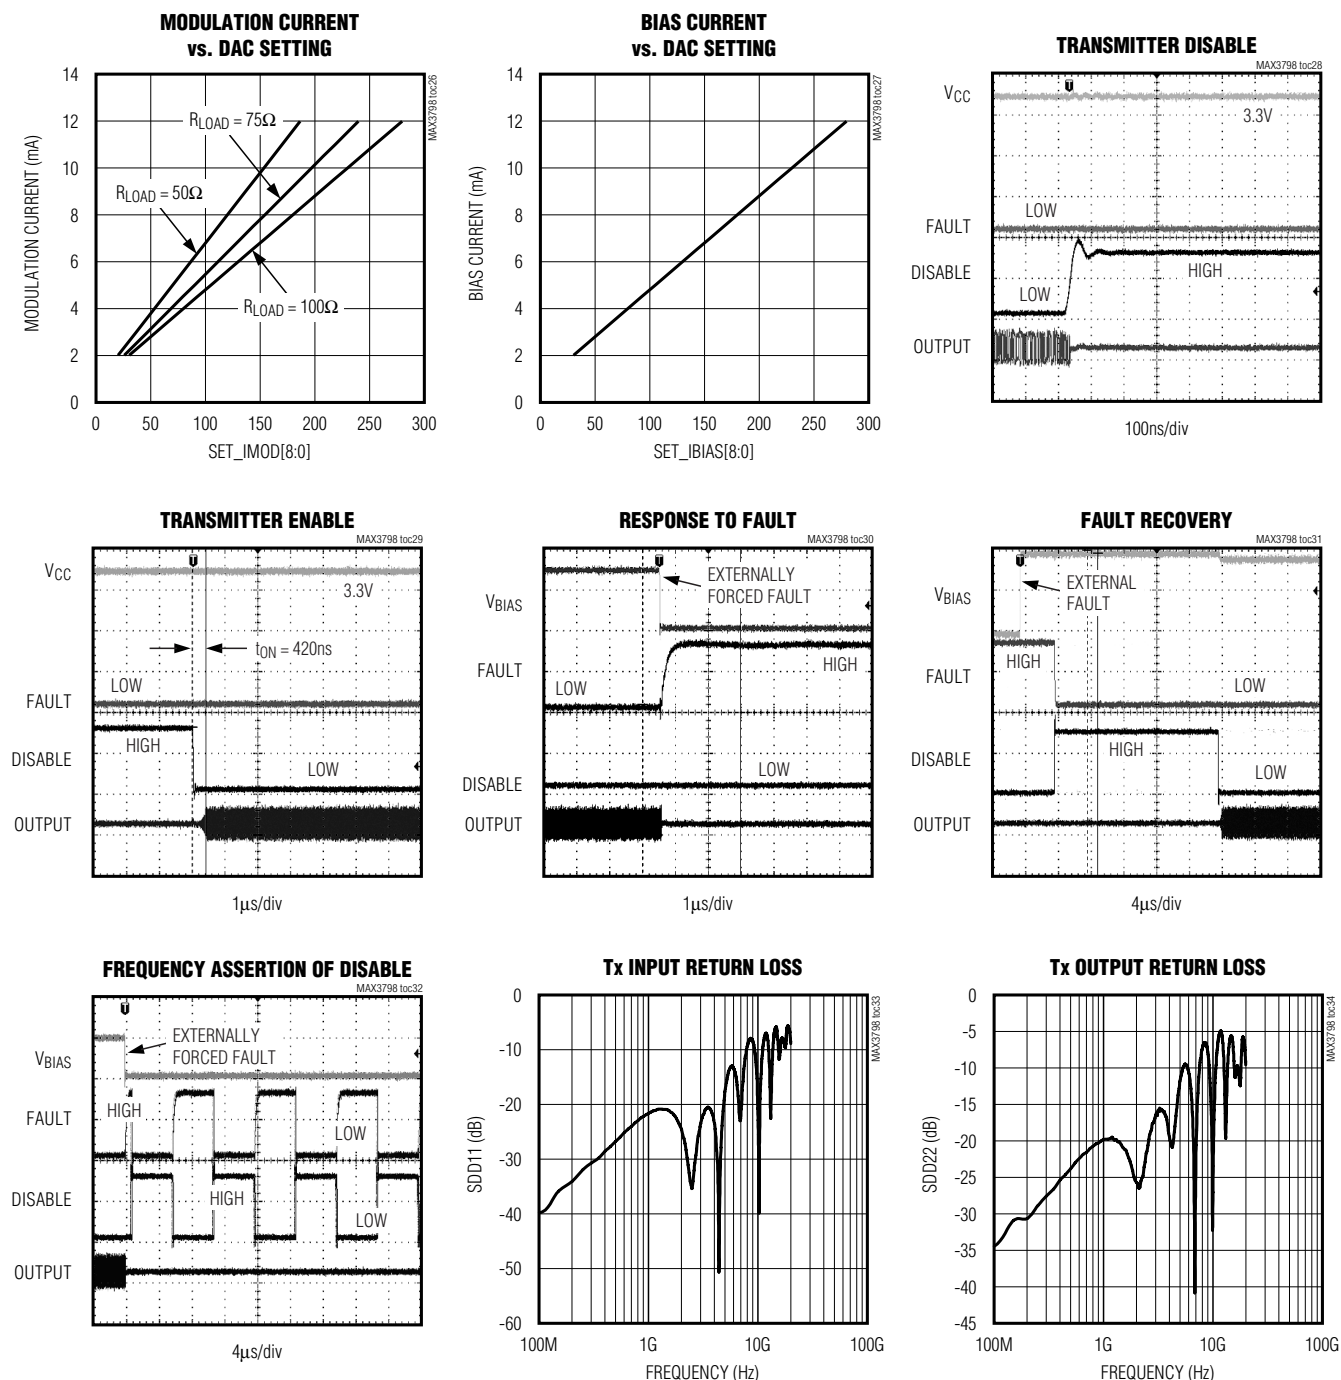 MODULATION CURRENT
vs. DAC SETTING
MAX3798 toc26
14
12
10
8
6
4
2
0
MODULATION CURRENT (mA)
RLOAD = 75Ω
RLOAD = 50Ω
RLOAD = 100Ω
0 50 100 150 200 250 300
SET_IMOD[8:0]
BIAS CURRENT
vs. DAC SETTING
MAX3798 toc27
14
12
10
8
6
4
2
0
BIAS CURRENT (mA)
0 50 100 150 200 250 300
SET_IBIAS[8:0]
TRANSMITTER DISABLE
MAX3798 toc28
T
VCC
3.3V
LOW
FAULT
DISABLE
HIGH
LOW
OUTPUT
100ns/div
TRANSMITTER ENABLE
MAX3798 toc29
T
VCC
3.3V
tON = 420ns
LOW
FAULT
HIGH
DISABLE
LOW
OUTPUT
1µs/div
RESPONSE TO FAULT
MAX3798 toc30
T
EXTERNALLY
FORCED FAULT
VBIAS
HIGH
FAULT
LOW
LOW
DISABLE
OUTPUT
1µs/div
FAULT RECOVERY
MAX3798 toc31
T
EXTERNAL
FAULT
VBIAS
HIGH
FAULT
LOW
HIGH
DISABLE
LOW
OUTPUT
4µs/div
FREQUENCY ASSERTION OF DISABLE
MAX3798 toc32
T
EXTERNALLY
FORCED FAULT
VBIAS
HIGH
FAULT
LOW
HIGH
DISABLE
LOW
OUTPUT
4µs/div
Tx INPUT RETURN LOSS
MAX3798 toc33
0
-10
-20
-30
-40
-50
-60
SDD11 (dB)
100M 1G 10G 100G
FREQUENCY (Hz)
Tx OUTPUT RETURN LOSS
MAX3798 toc34
0
-5
-10
-15
-20
-25
-30
-35
-40
-45
SDD22 (dB)
100M 1G 10G 100G
FREQUENCY (Hz)